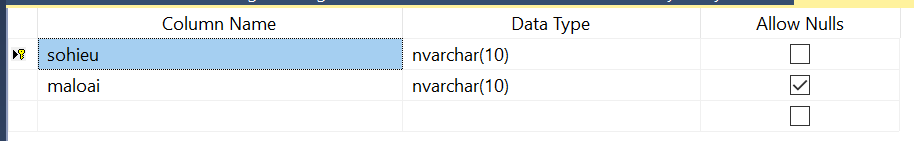 Column Name Data Type Allow Nulls
sohieu nvarchar(10)
maloai nvarchar(10)